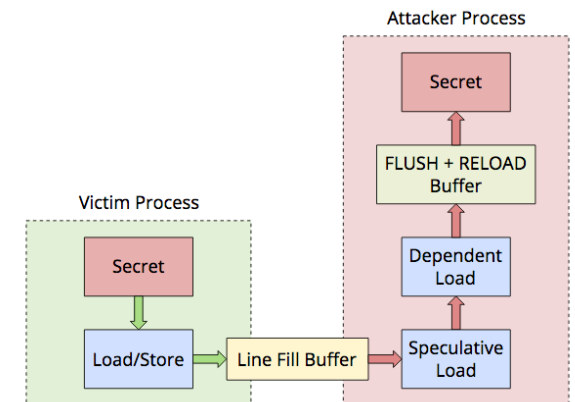 Attacker Process
Secret
FLUSH + RELOAD
Buffer
Victim Process
Secret
Dependent
Load
Load/Store
Line Fill Buffer
Speculative
Load